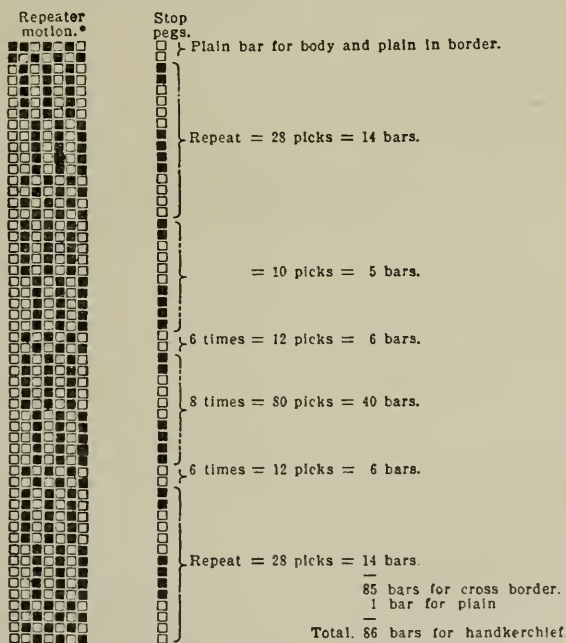 Repeater motion.*
Stop pegs.
Plain bar for body and plain in border.
Repeat = 28 picks = 14 bars.
= 10 picks = 5 bars.
6 times = 12 picks = 6 bars.
8 times = 80 picks = 40 bars.
6 times = 12 picks = 6 bars.
Repeat = 28 picks = 14 bars.
85 bars for cross border.
1 bar for plain
Total. 86 bars for handkerchief